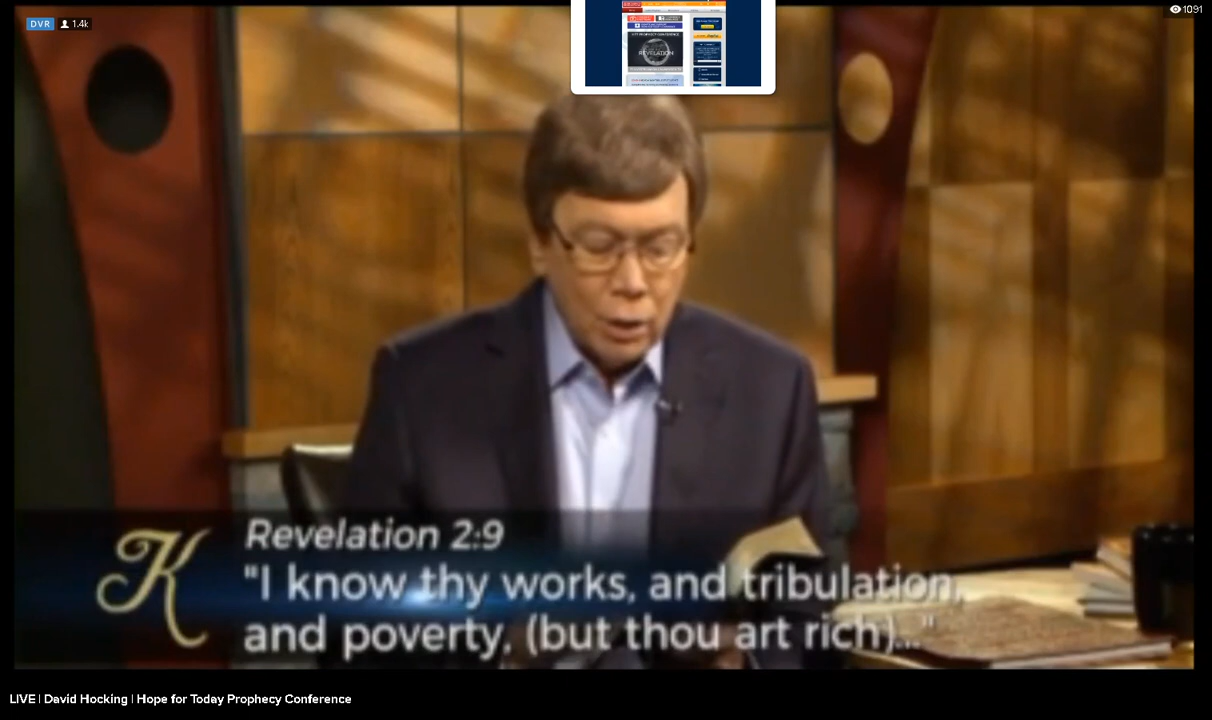 DVR 1.4k
1091
REVELATION
K
Revelation 2:9
"I know thy works, and tribulation,
and poverty, (but thou art rich)..."
LIVE | David Hocking | Hope for Today Prophecy Conference